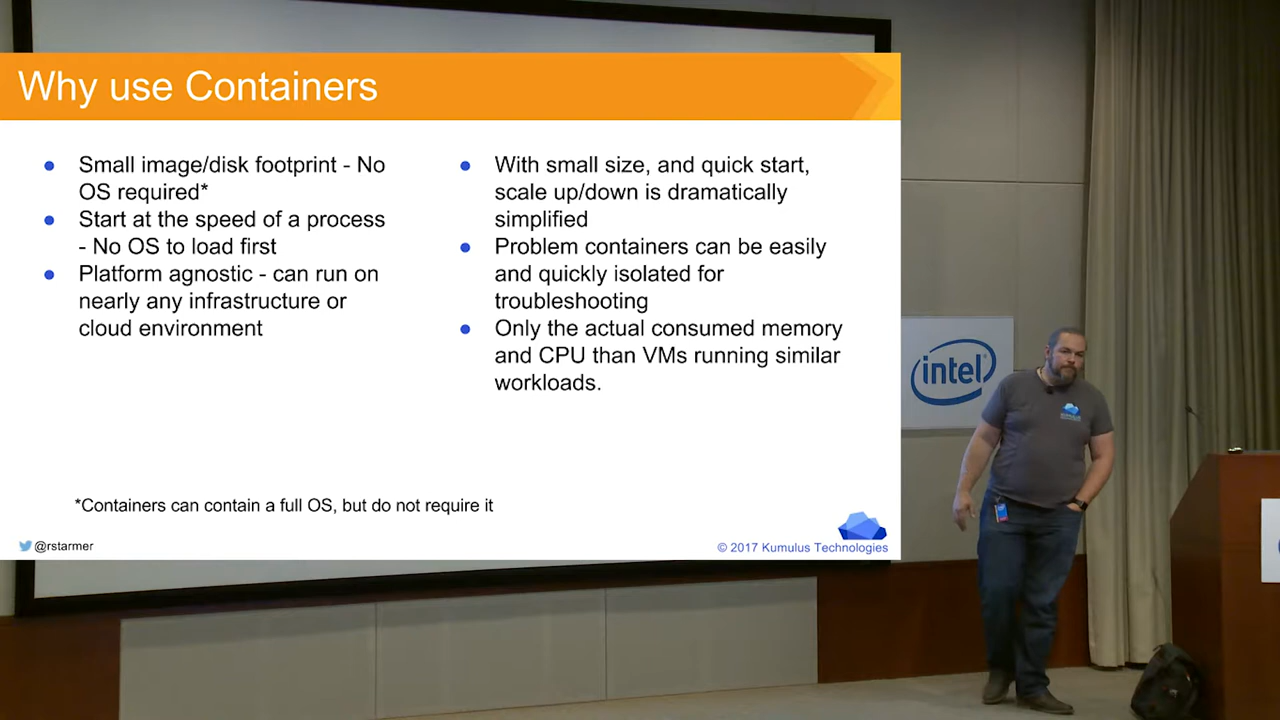 Why use Containers
● Small image/disk footprint - No
OS required*
● Start at the speed of a process
- No OS to load first
● Platform agnostic - can run on
nearly any infrastructure or
cloud environment
● With small size, and quick start,
scale up/down is dramatically
simplified
● Problem containers can be easily
and quickly isolated for
troubleshooting
● Only the actual consumed memory
and CPU than VMs running similar
workloads.
*Containers can contain a full OS, but do not require it
@rstarmer
© 2017 Kumulus Technologies
intel®